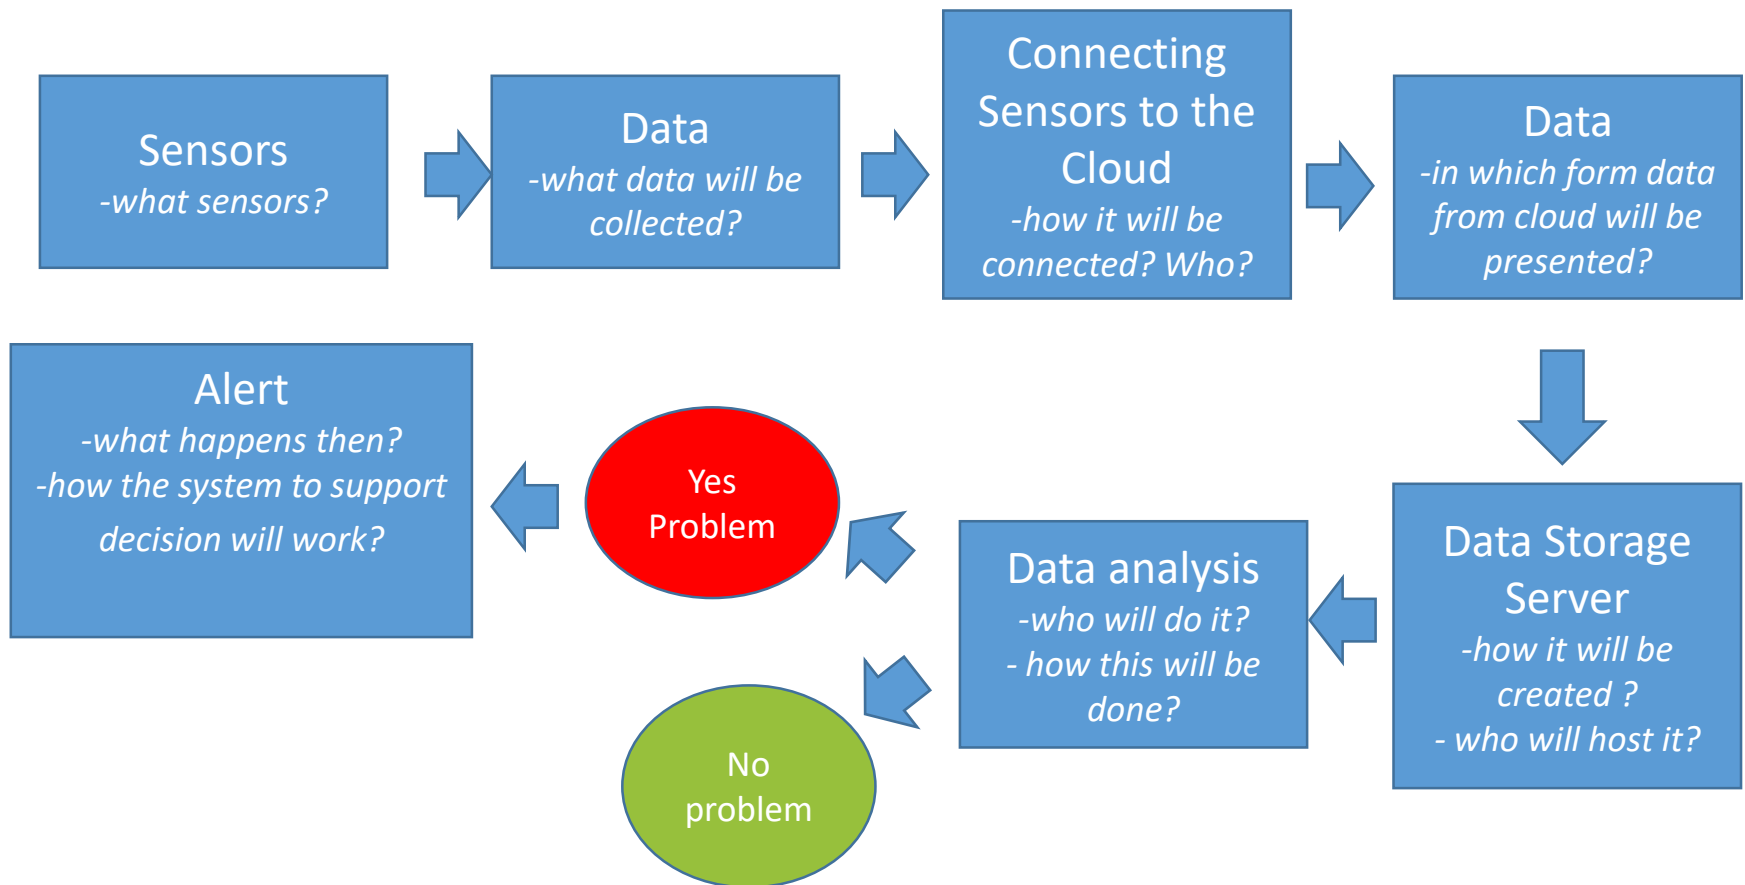 Sensors
-what sensors?
Data
-what data will be
collected?
Connecting
Sensors to the
Cloud
-how it will be
connected? Who?
Data
-in which form data
from cloud will be
presented?
Data Storage
Server
-how it will be
created ?
- who will host it?
Data analysis
-who will do it?
- how this will be
done?
Yes
Problem
No
problem
Alert
-what happens then?
-how the system to support
decision will work?